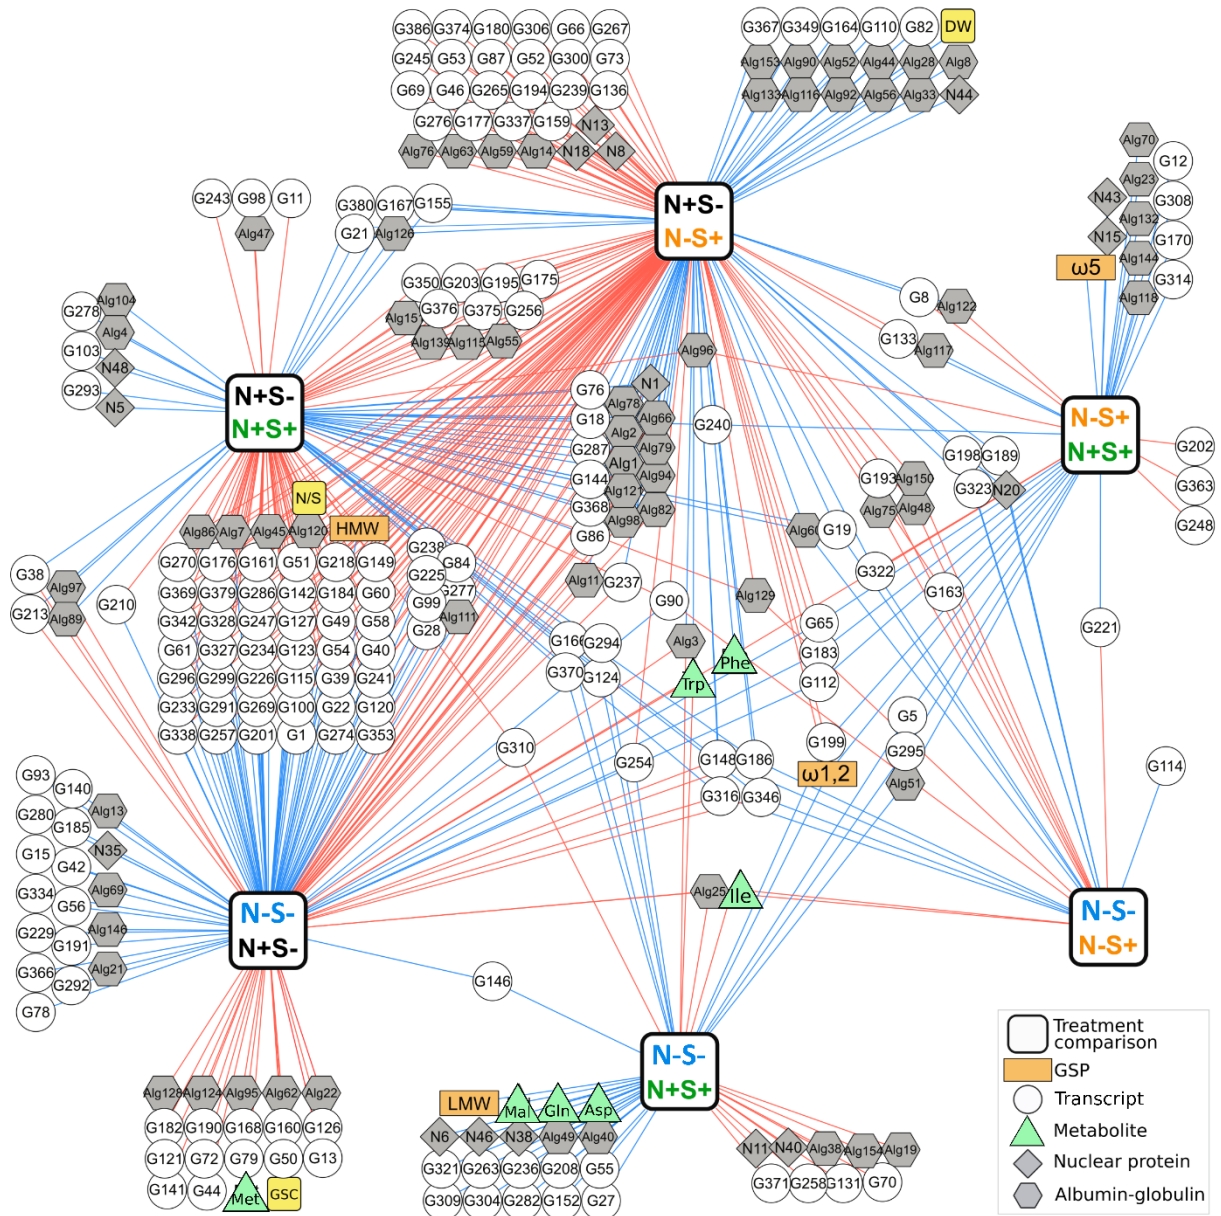 G386 G374 G180 G306 G66 G267
G245 G53 G87 G52 G300 G73
G69 G46 G265 G194 G239 G136
G276 G177 G337 G159 N13
Alg76 Alg63 Alg59 Alg14 N18 N8
G367 G349 G164 G110 G82 DW
Alg153 Alg90 Alg52 Alg44 Alg28 Alg8
Alg133 Alg116 Alg92 Alg56 Alg33 N44
Alg70
G12
Alg23
N43
G308
Alg132
N15
G170
Alg144
ω5
G314
Alg118
N+S-
N-S+
G243 G98 G11
Alg47
G380 G167 G155
G21 Alg126
G350 G203 G195 G175
G376 G375 G256
Alg15
Alg139 Alg115 Alg55
G8 Alg122
G133 Alg117
Alg104
G278
Alg4
G103
N48
G293
N5
N+S-
N+S+
Alg96
G240
G76 N1
Alg78
G18 Alg66
Alg2
G287 Alg79
Alg1
G144 Alg94
Alg121
G368 Alg82
Alg98
G86
N-S+
N+S+
G202
G363
G248
G198 G189
G323 N20
G193 Alg150
Alg75 Alg48
N/S
Alg86 Alg7 Alg45 Alg120 HMW
G270 G176 G161 G51 G218 G149
G369 G379 G286 G142 G184 G60
G342 G328 G247 G127 G49 G58
G61 G327 G234 G123 G54 G40
G296 G299 G226 G115 G39 G241
G233 G291 G269 G100 G22 G120
G338 G257 G201 G1 G274 G353
G238
G84
G225
G277
G99
Alg111
G28
Alg60 G19
G322
G163
G38
Alg97
G213
Alg89
G210
Alg11 G237
G90
Alg129
G65
G183
G112
G221
G166 G294
G370 G124
Alg3
Phe
Trp
G5
G295
Alg51
G199
ω1,2
G310
G254
G148 G186
G316 G346
G114
G93
G140
G280
Alg13
G185
G15
N35
G42
G334
Alg69
G56
G229
Alg146
G191
G366
Alg21
G292
G78
N-S-
N+S-
Alg25 Ile
N-S-
N-S+
G146
N-S-
N+S+
Alg128 Alg124 Alg95 Alg62 Alg22
G182 G190 G168 G160 G126
G121 G72 G79 G50 G13
G141 G44 Met GSC
LMW Mal Gln Asp
N6 N46 N38 Alg49 Alg40
G321 G263 G236 G208 G55
G309 G304 G282 G152 G27
N11 N40 Alg38 Alg154 Alg19
G371 G258 G131 G70
Treatment
comparison
GSP
Transcript
Metabolite
Nuclear protein
Albumin-globulin